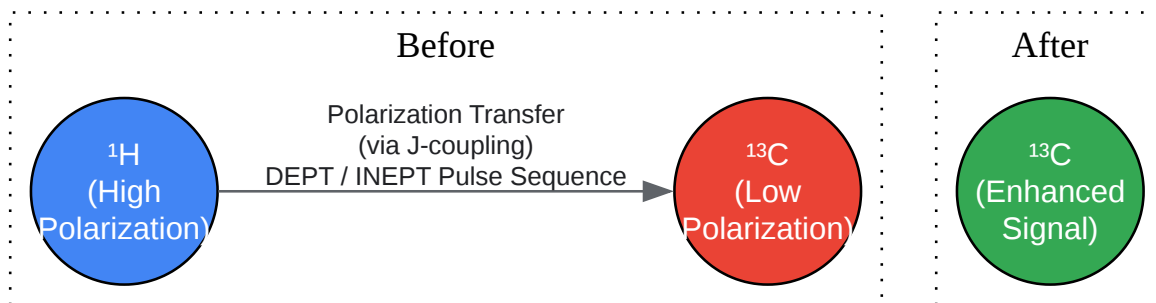 Before
Polarization Transfer
(via J-coupling)
DEPT / INEPT Pulse Sequence
¹H
(High
Polarization)
¹³C
(Low
Polarization)
After
¹³C
(Enhanced
Signal)